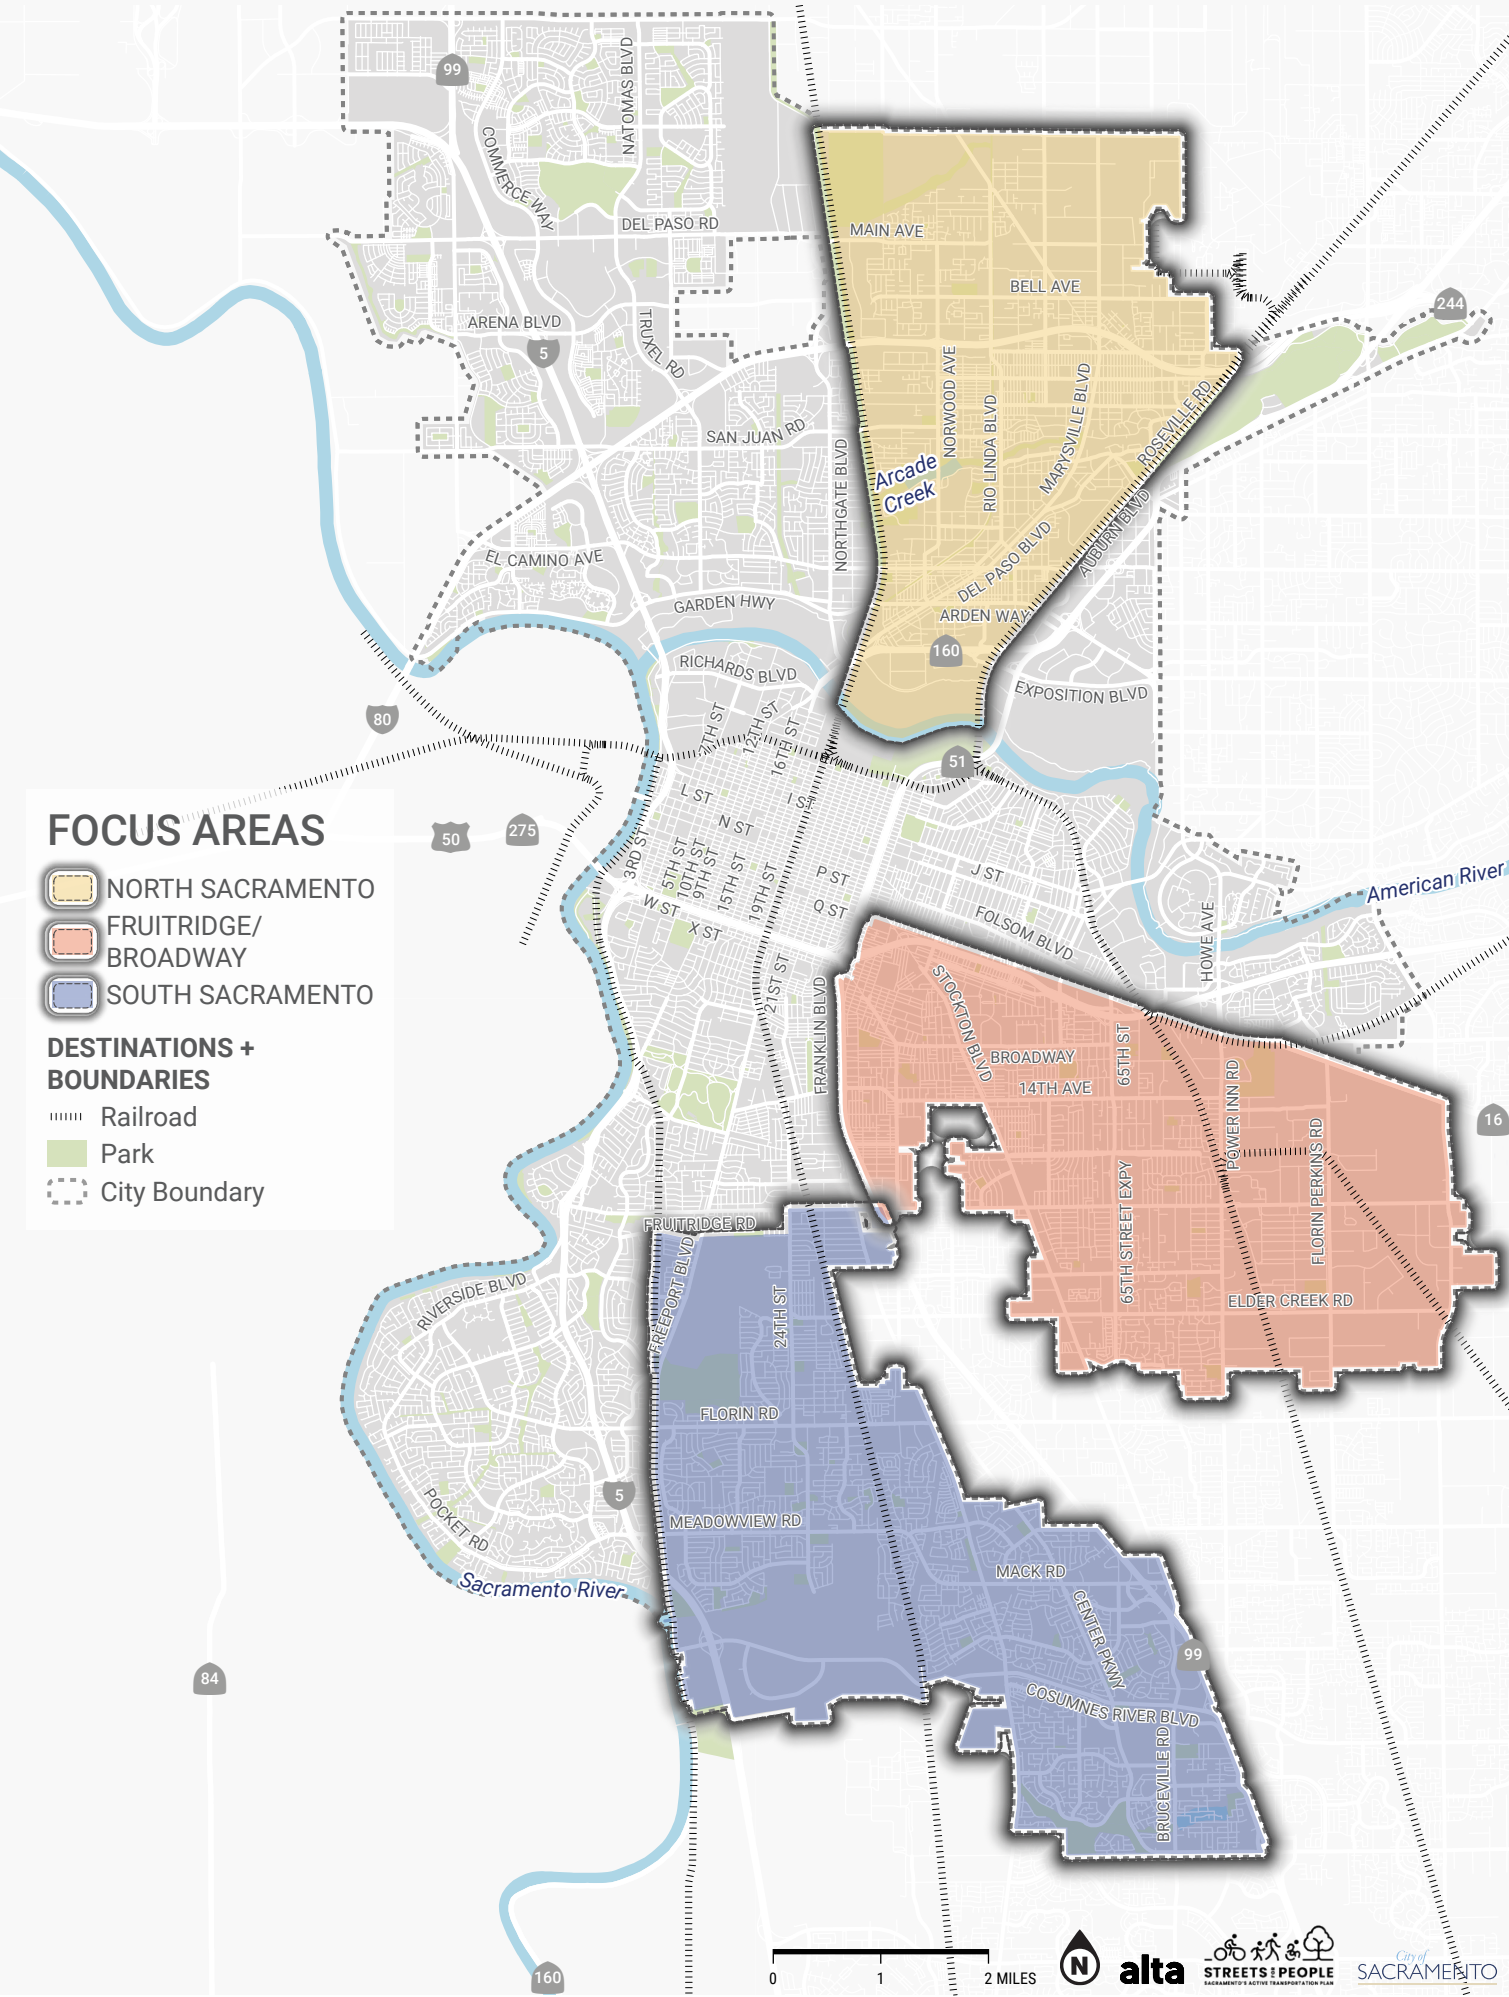 99
NATOMAS BLVD
COMMERCE WAY
DEL PASO RD
MAIN AVE
BELL AVE
244
ARENA BLVD
5
TRUXEL RD
NORWOOD AVE
RIO LINDA BLVD
MARYSVILLE BLVD
ROSEVILLE RD
SAN JUAN RD
NORTHGATE BLVD
Arcade
Creek
AUBURN BLVD
DEL PASO BLVD
EL CAMINO AVE
GARDEN HWY
ARDEN WAY
160
RICHARDS BLVD
EXPOSITION BLVD
80
7TH ST
12TH ST
16TH ST
51
L ST
I ST
N ST
50
275
3RD ST
5TH ST
10TH ST
9TH ST
15TH ST
19TH ST
P ST
J ST
American River
Q ST
W ST
X ST
FOLSOM BLVD
HOWE AVE
FOCUS AREAS
NORTH SACRAMENTO
FRUITRIDGE/
BROADWAY
SOUTH SACRAMENTO
DESTINATIONS +
BOUNDARIES
Railroad
Park
City Boundary
21ST ST
FRANKLIN BLVD
STOCKTON BLVD
BROADWAY
14TH AVE
65TH ST
POWER INN RD
FLORIN PERKINS RD
16
65TH STREET EXPY
ELDER CREEK RD
FRUITRIDGE RD
FREEPORT BLVD
24TH ST
RIVERSIDE BLVD
FLORIN RD
5
POCKET RD
MEADOWVIEW RD
Sacramento River
MACK RD
CENTER PKWY
99
84
COSUMNES RIVER BLVD
BRUCEVILLE RD
160
0
1
2 MILES
N
alta
STREETS FOR PEOPLE
SACRAMENTO'S ACTIVE TRANSPORTATION PLAN
City of
SACRAMENTO